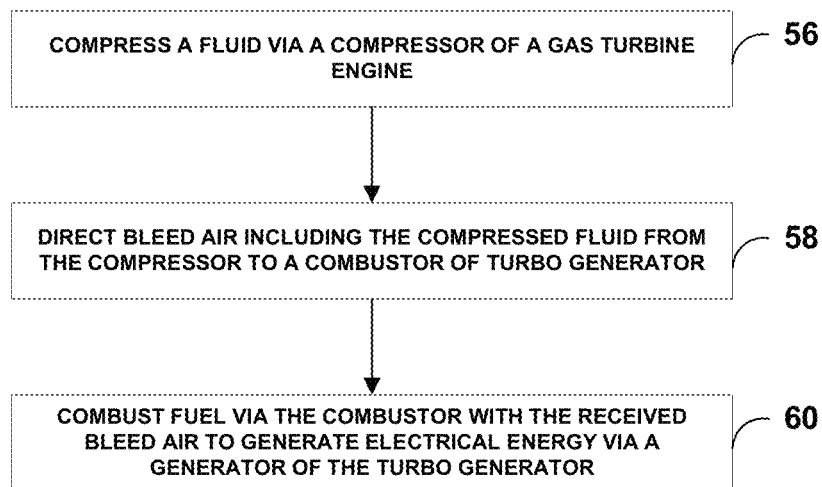 COMPRESS A FLUID VIA A COMPRESSOR OF A GAS TURBINE
ENGINE
56
DIRECT BLEED AIR INCLUDING THE COMPRESSED FLUID FROM
THE COMPRESSOR TO A COMBUSTOR OF TURBO GENERATOR
58
COMBUST FUEL VIA THE COMBUSTOR WITH THE RECEIVED
BLEED AIR TO GENERATE ELECTRICAL ENERGY VIA A
GENERATOR OF THE TURBO GENERATOR
60